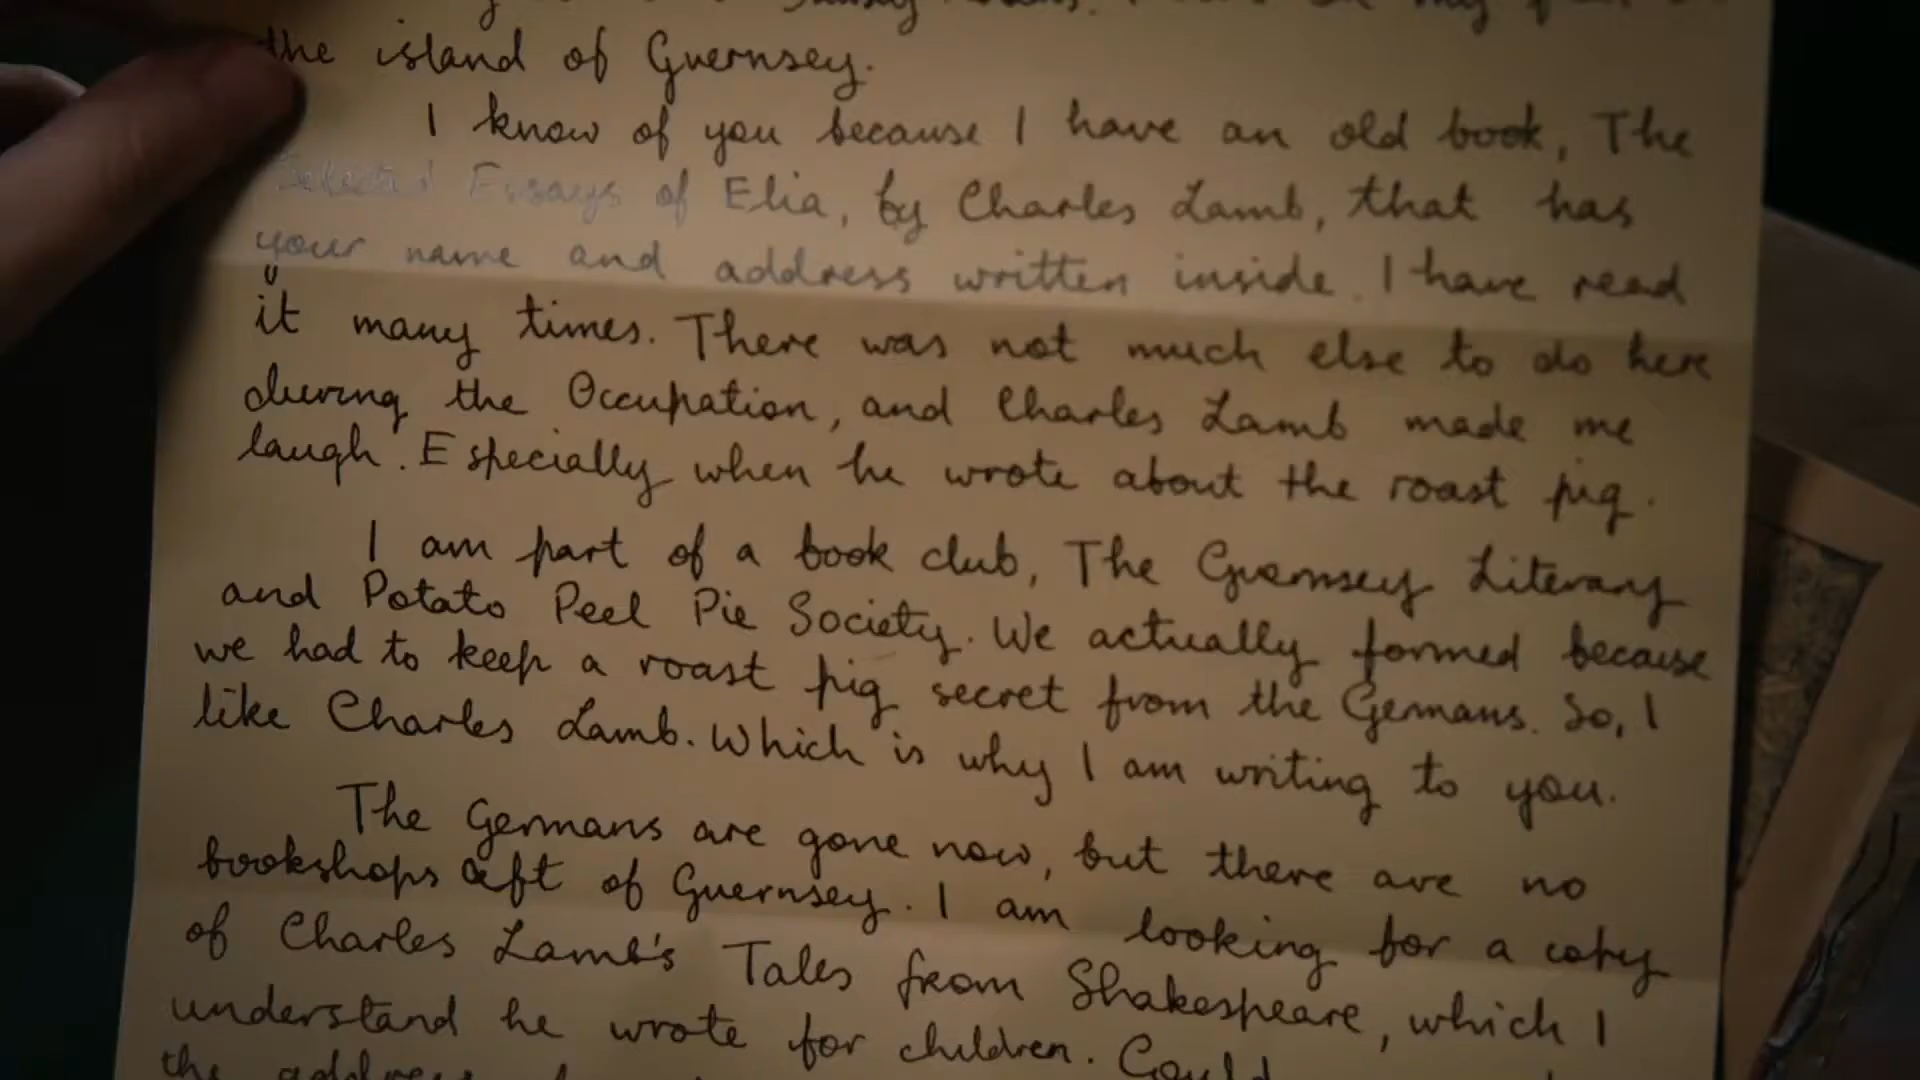 the island of Guernsey.
I know of you because I have an old book, The
Selected Essays of Elia, by Charles Lamb, that has
your name and address written inside. I have read
it many times. There was not much else to do here
during the Occupation, and Charles Lamb made me
laugh. Especially when he wrote about the roast pig.
I am part of a book club, The Guernsey Literary
and Potato Peel Pie Society. We actually formed because
we had to keep a roast pig secret from the Germans. So, I
like Charles Lamb. Which is why I am writing to you.
The Germans are gone now, but there are no
bookshops left of Guernsey. I am looking for a copy
of Charles Lamb's Tales from Shakespeare, which I
understand he wrote for children. Could
the address